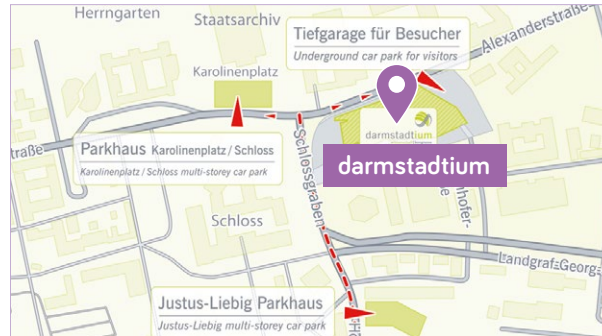 Herrngarten
Staatsarchiv
Tiefgarage für Besucher
Underground car park for visitors
Alexanderstraße
Karolinenplatz
darmstadtium
Parkhaus Karolinenplatz / Schloss
Karolinenplatz / Schloss multi-storey car park
darmstadtium
Schlossgraben
Schloss
Landgraf-Georg-
Justus-Liebig Parkhaus
Justus-Liebig multi-storey car park